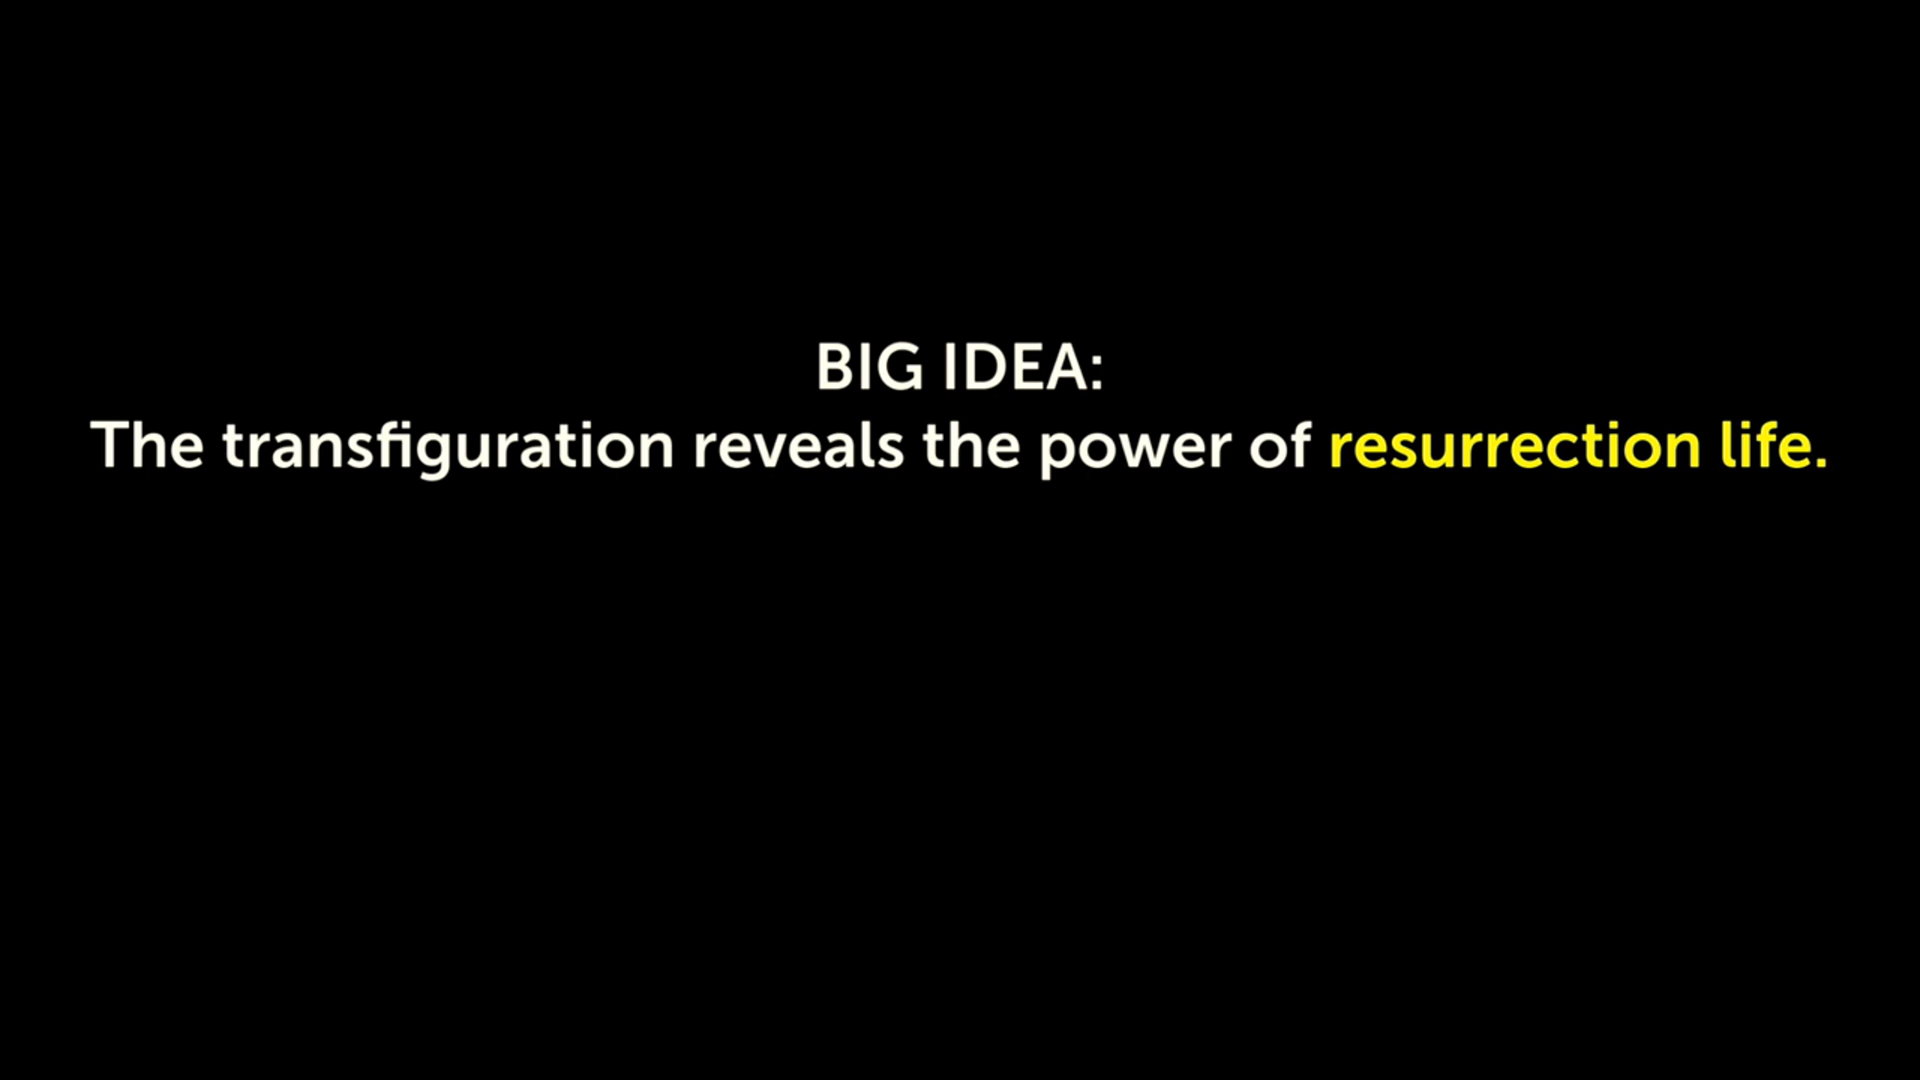 BIG IDEA:
The transfiguration reveals the power of resurrection life.